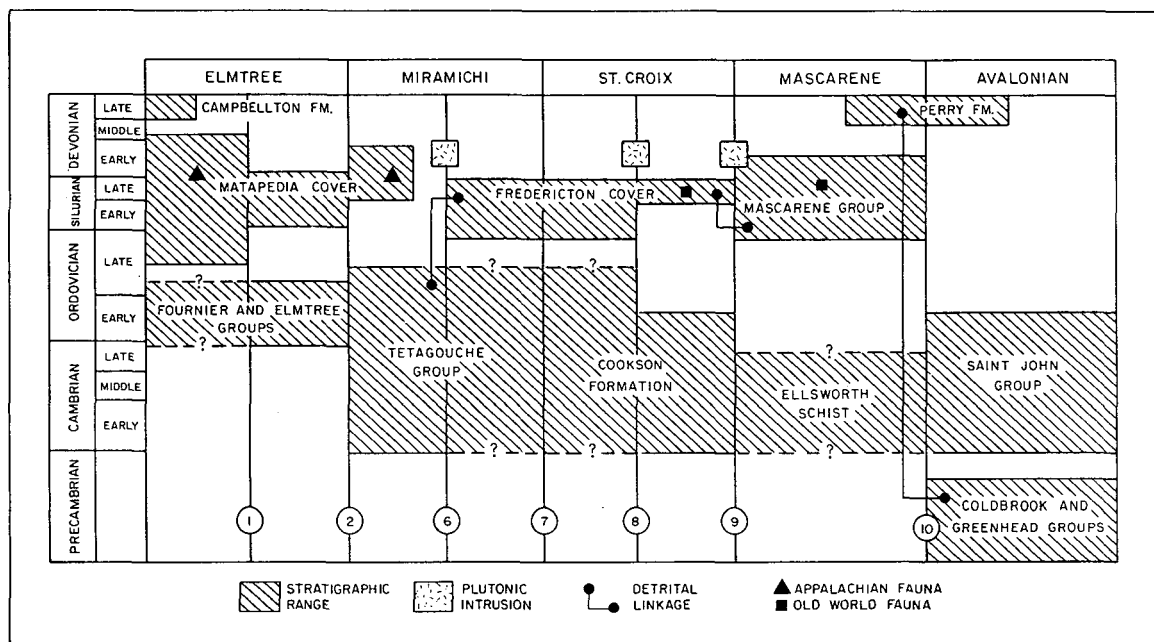 ELMTREE MIRAMICHI ST. CROIX MASCARENE AVALONIAN
DEVONIAN
LATE
MIDDLE
EARLY
SILURIAN
LATE
EARLY
ORDOVICIAN
LATE
EARLY
CAMBRIAN
LATE
MIDDLE
EARLY
PRECAMBRIAN
CAMPBELLTON FM.
PERRY FM.
MATAPEDIA COVER
FREDERICTON COVER
MASCARENE GROUP
? ? ?
FOURNIER AND ELMTREE
GROUPS
?
TETAGOUCHE
GROUP
COOKSON
FORMATION
?
ELLSWORTH
SCHIST
SAINT JOHN
GROUP
? ? ?
COLDBROOK AND
GREENHEAD GROUPS
1 2 6 7 8 9 10
STRATIGRAPHIC
RANGE
PLUTONIC
INTRUSION
DETRITAL
LINKAGE
APPALACHIAN FAUNA
OLD WORLD FAUNA